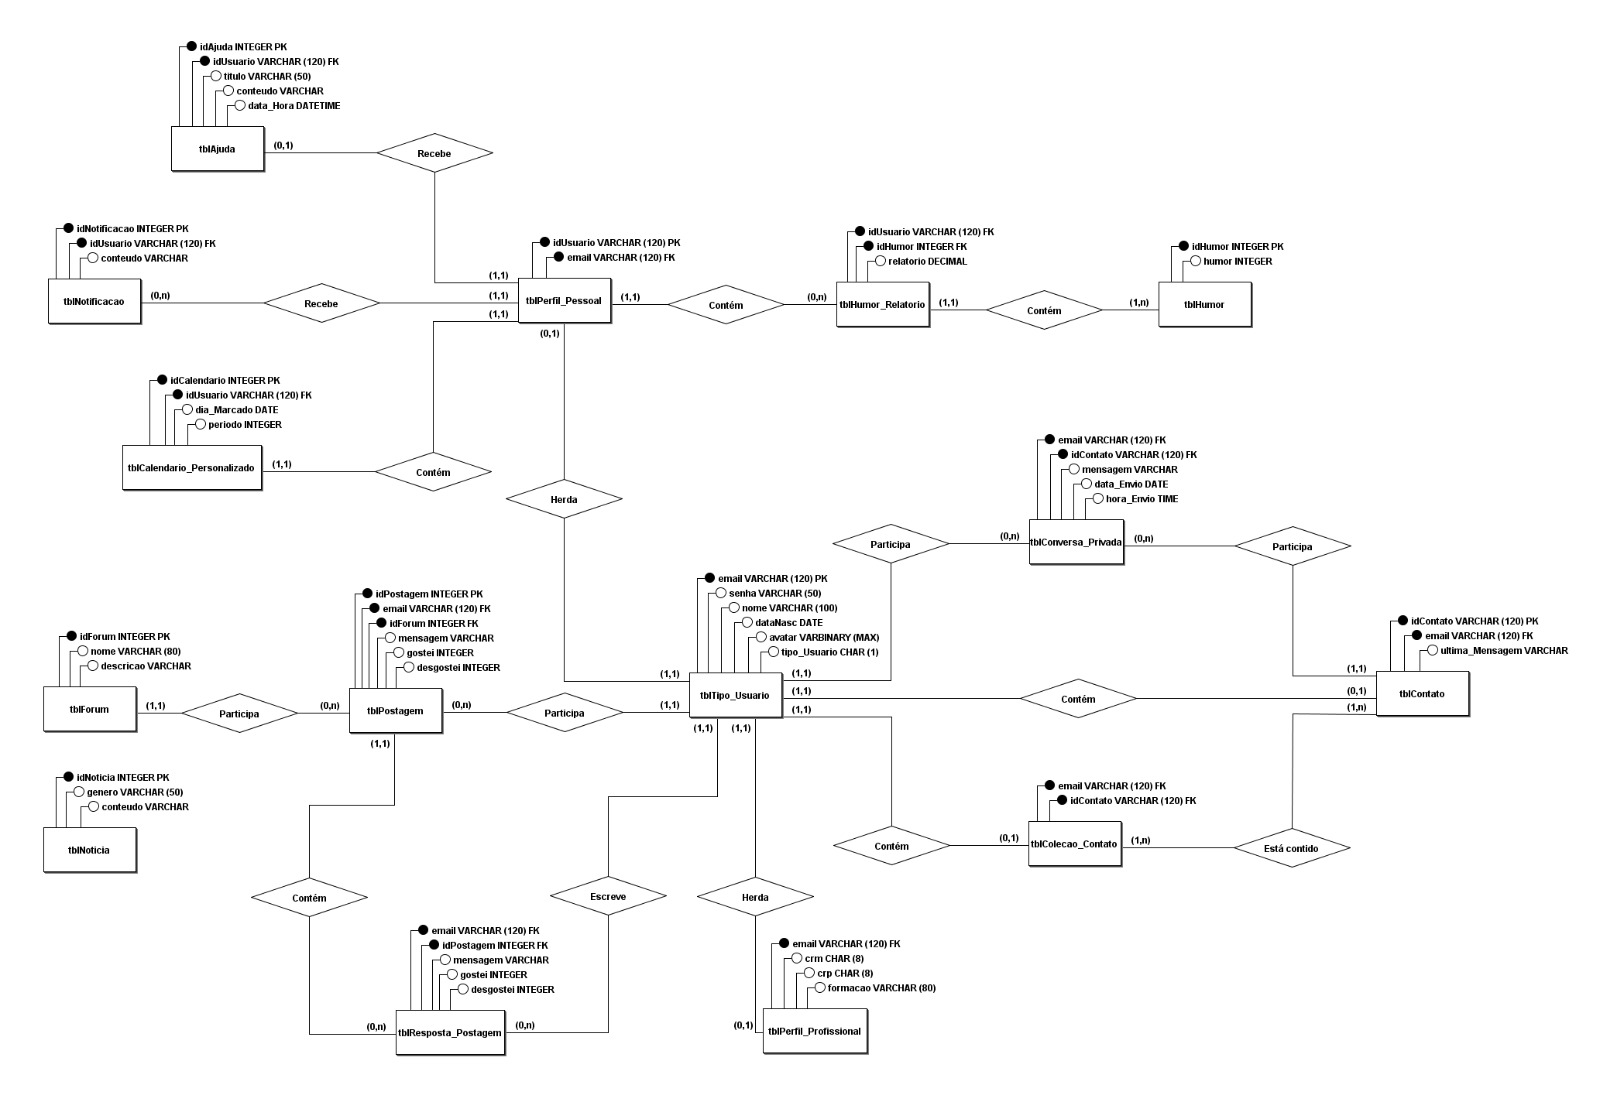 idAjuda INTEGER PK
idUsuario VARCHAR (120) FK
titulo VARCHAR (50)
conteudo VARCHAR
data_Hora DATETIME
tblAjuda
(0,1)
Recebe
idNotificacao INTEGER PK
idUsuario VARCHAR (120) FK
conteudo VARCHAR
tblNotificacao
(0,n)
Recebe
(1,1)
(1,1)
(1,1)
idUsuario VARCHAR (120) PK
email VARCHAR (120) FK
tblPerfil_Pessoal
(1,1)
(0,1)
Contém
(0,n)
idUsuario VARCHAR (120) FK
idHumor INTEGER FK
relatorio DECIMAL
tblHumor_Relatorio
(1,1)
Contém
(1,n)
idHumor INTEGER PK
humor INTEGER
tblHumor
idCalendario INTEGER PK
idUsuario VARCHAR (120) FK
dia_Marcado DATE
periodo INTEGER
tblCalendario_Personalizado
(1,1)
Contém
Herda
email VARCHAR (120) FK
idContato VARCHAR (120) FK
mensagem VARCHAR
data_Envio DATE
hora_Envio TIME
tblConversa_Privada
Participa
(0,n)
(0,n)
Participa
idForum INTEGER PK
nome VARCHAR (80)
descricao VARCHAR
tblForum
(1,1)
Participa
(0,n)
idPostagem INTEGER PK
email VARCHAR (120) FK
idForum INTEGER FK
mensagem VARCHAR
gostei INTEGER
desgostei INTEGER
tblPostagem
(0,n)
(1,1)
Participa
(1,1)
(1,1)
email VARCHAR (120) PK
senha VARCHAR (50)
nome VARCHAR (100)
dataNasc DATE
avatar VARBINARY (MAX)
tipo_Usuario CHAR (1)
tblTipo_Usuario
(1,1)
(1,1)
(1,1)
(1,1)
(1,1)
Contém
idContato VARCHAR (120) PK
email VARCHAR (120) FK
ultima_Mensagem VARCHAR
tblContato
(1,1)
(0,1)
(1,n)
idNoticia INTEGER PK
genero VARCHAR (50)
conteudo VARCHAR
tblNoticia
email VARCHAR (120) FK
idContato VARCHAR (120) FK
tblColecao_Contato
Contém
(0,1)
(1,n)
Está contido
Contém
Escreve
Herda
email VARCHAR (120) FK
idPostagem INTEGER FK
mensagem VARCHAR
gostei INTEGER
desgostei INTEGER
tblResposta_Postagem
(0,n)
(0,n)
email VARCHAR (120) FK
crm CHAR (8)
crp CHAR (8)
formacao VARCHAR (80)
(0,1)
tblPerfil_Profissional